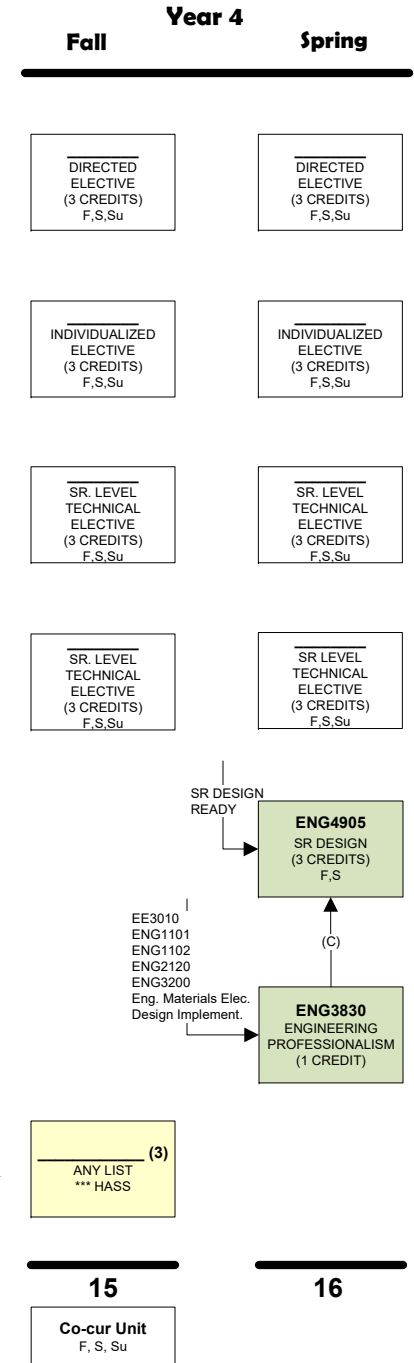 Year 4
Fall
Spring
DIRECTED
ELECTIVE
(3 CREDITS)
F,S,Su
DIRECTED
ELECTIVE
(3 CREDITS)
F,S,Su
INDIVIDUALIZED
ELECTIVE
(3 CREDITS)
F,S,Su
INDIVIDUALIZED
ELECTIVE
(3 CREDITS)
F,S,Su
SR. LEVEL
TECHNICAL
ELECTIVE
(3 CREDITS)
F,S,Su
SR. LEVEL
TECHNICAL
ELECTIVE
(3 CREDITS)
F,S,Su
SR. LEVEL
TECHNICAL
ELECTIVE
(3 CREDITS)
F,S,Su
SR LEVEL
TECHNICAL
ELECTIVE
(3 CREDITS)
F,S,Su
SR DESIGN
READY
ENG4905
SR DESIGN
(3 CREDITS)
F,S
EE3010
ENG1101
ENG1102
ENG2120
ENG3200
Eng. Materials Elec.
Design Implement.
(C)
ENG3830
ENGINEERING
PROFESSIONALISM
(1 CREDIT)
(3)
ANY LIST
*** HASS
15
16
Co-cur Unit
F, S, Su